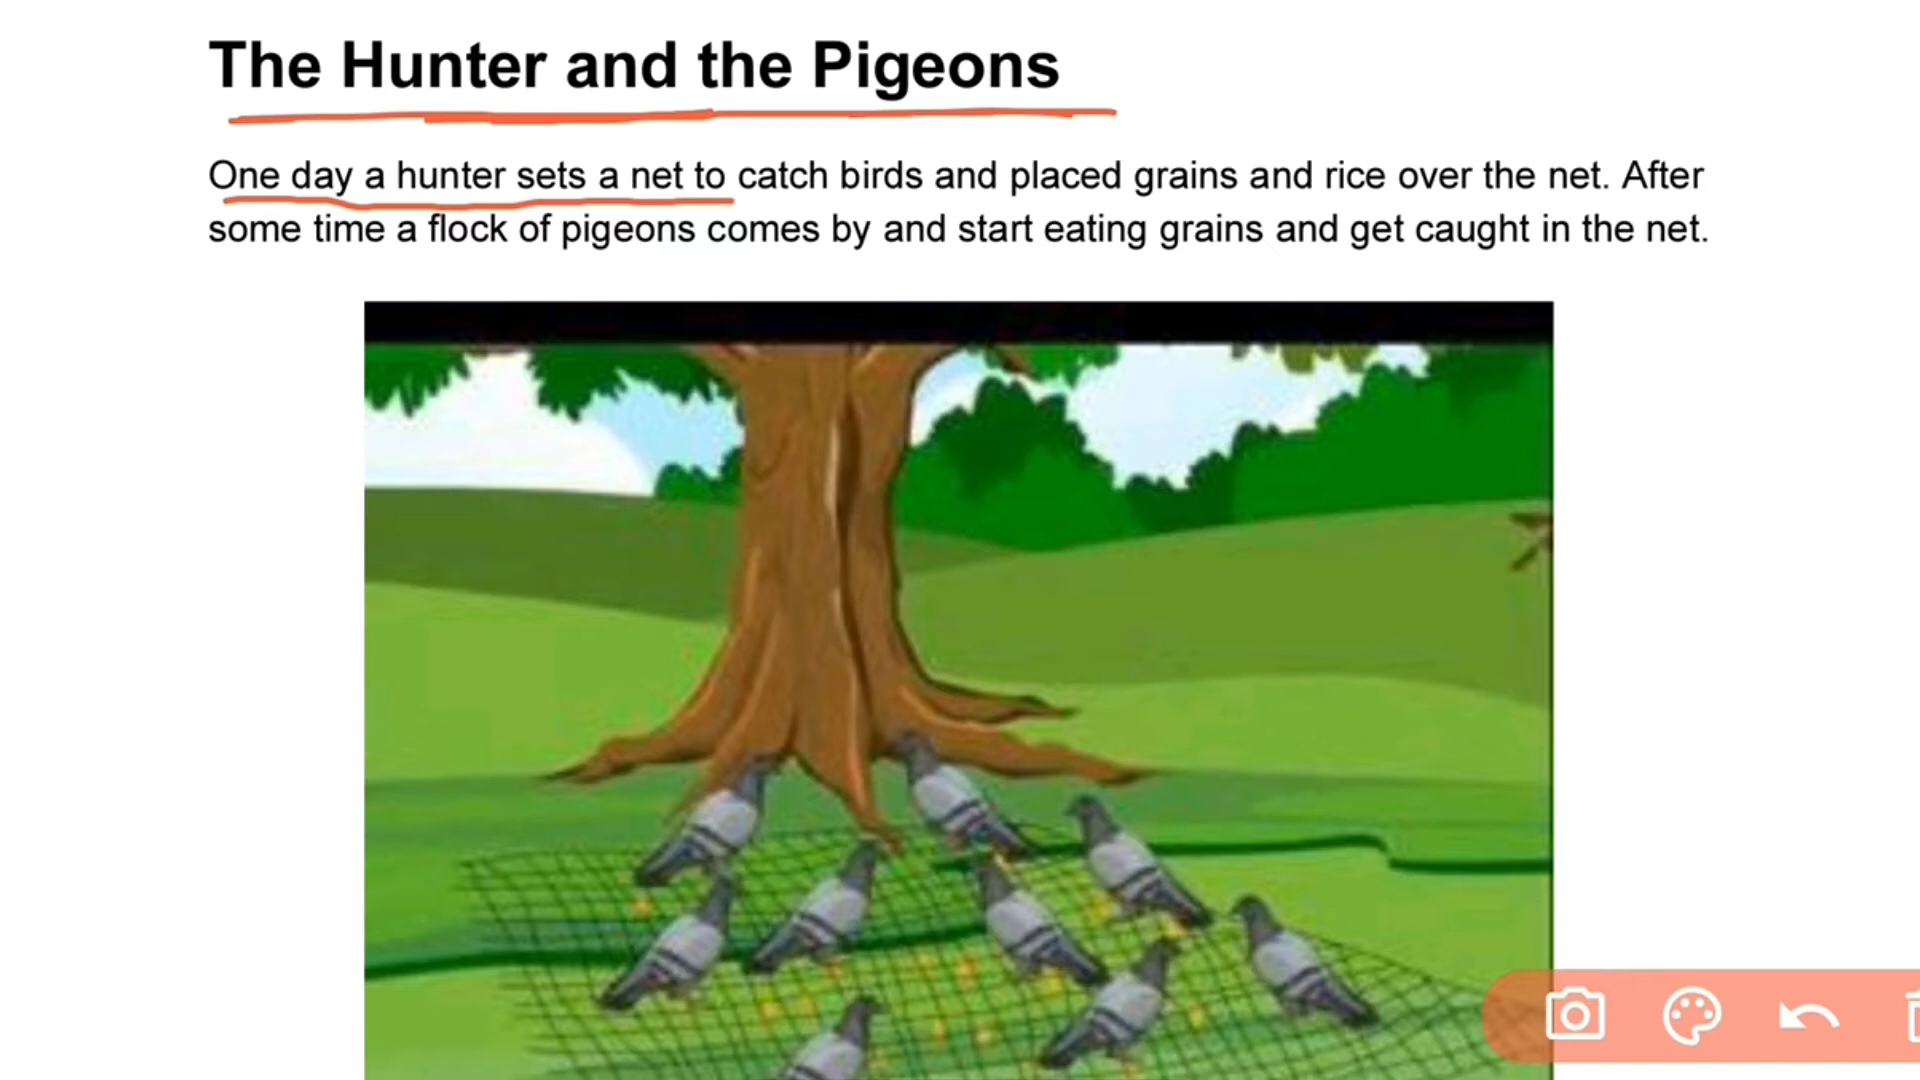 The Hunter and the Pigeons
One day a hunter sets a net to catch birds and placed grains and rice over the net. After
some time a flock of pigeons comes by and start eating grains and get caught in the net.